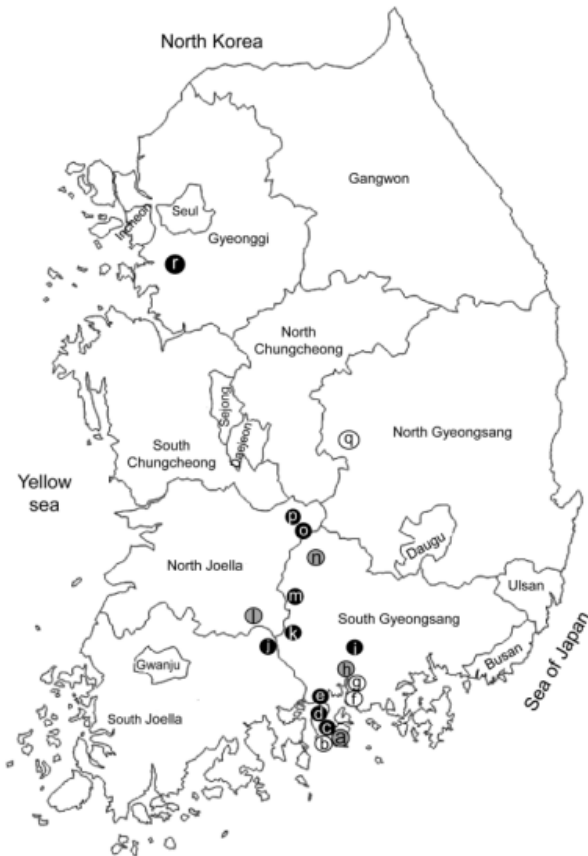 North Korea
Gangwon
Seul
Incheon
Gyeonggi
r
North
Chungcheong
Sejong
Daejeon
q
North Gyeongsang
South
Chungcheong
Yellow
sea
p
o
n
Daugu
North Joella
Ulsan
m
l
South Gyeongsang
k
j
i
Busan
Sea of Japan
Gwanju
h
g
f
e
d
South Joella
c
a
b